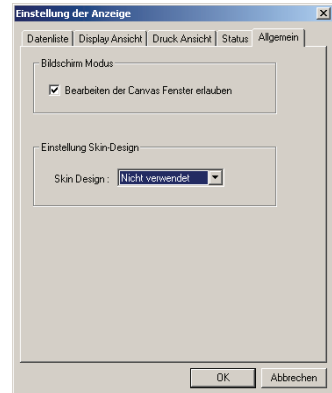 Einstellung der Anzeige
Datenliste Display Ansicht Druck Ansicht Status Allgemein
Bildschirm Modus
Bearbeiten der Canvas Fenster erlauben
Einstellung Skin-Design
Skin Design : Nicht verwendet
OK Abbrechen